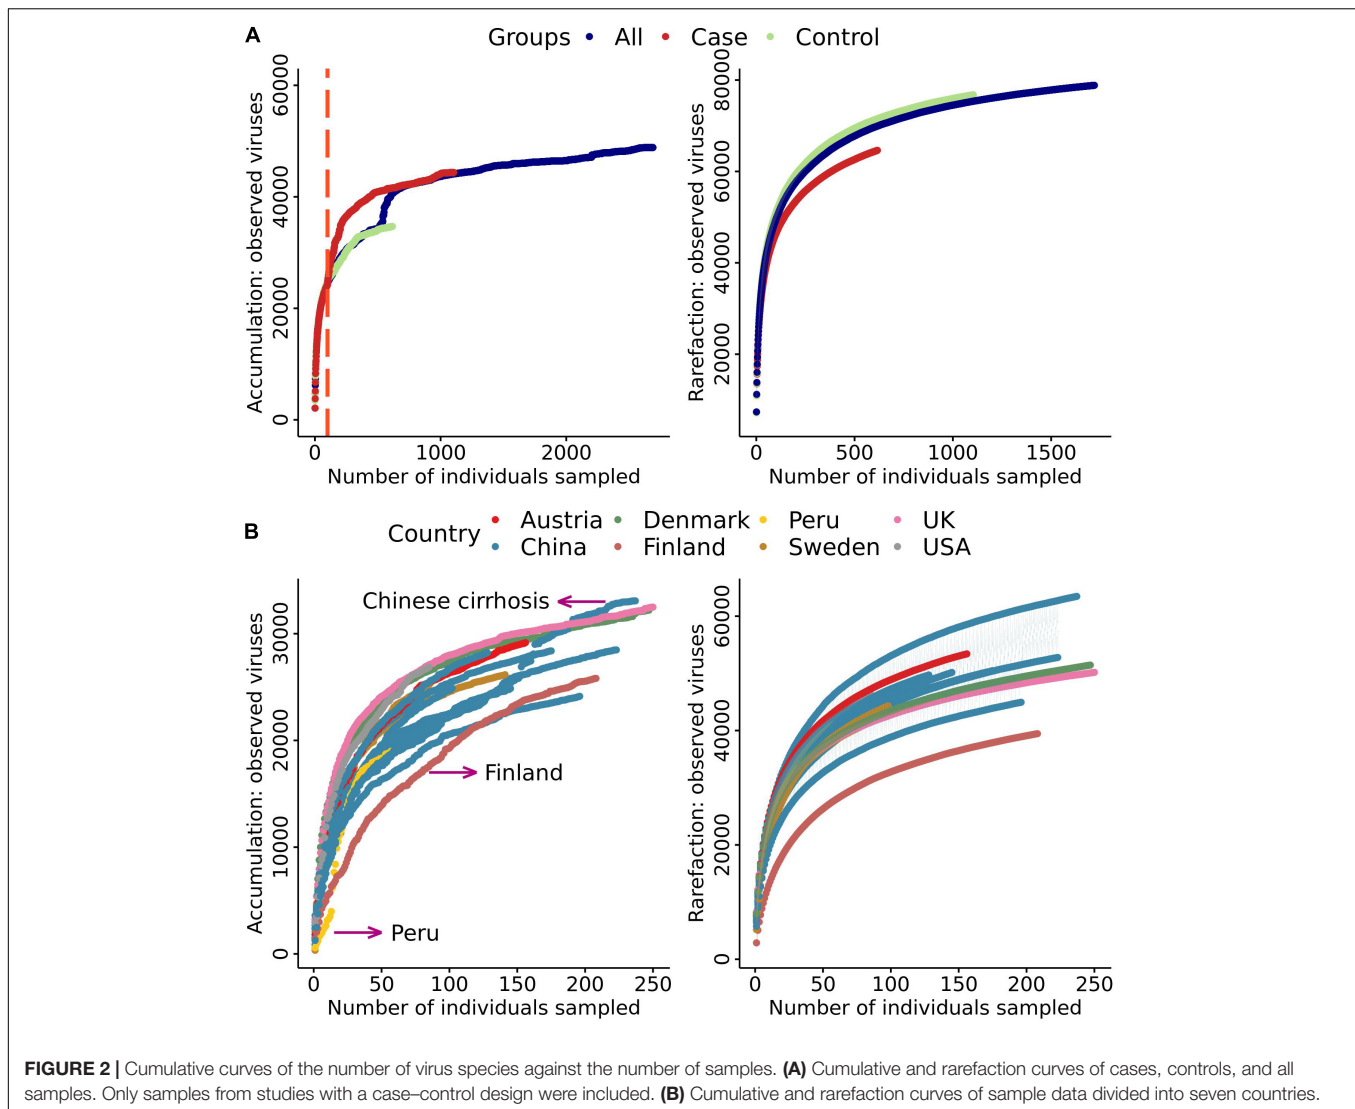 A
Groups All Case Control
Accumulation: observed viruses
0 20000 40000 60000
0 1000 2000
Number of individuals sampled
Rarefaction: observed viruses
20000 40000 60000 80000
0 500 1000 1500
Number of individuals sampled
B
Country
Austria Denmark Peru UK
China Finland Sweden USA
Accumulation: observed viruses
0 10000 20000 30000
Chinese cirrhosis
Finland
Peru
0 50 100 150 200 250
Number of individuals sampled
Rarefaction: observed viruses
0 20000 40000 60000
0 50 100 150 200 250
Number of individuals sampled
FIGURE 2 | Cumulative curves of the number of virus species against the number of samples. (A) Cumulative and rarefaction curves of cases, controls, and all
samples. Only samples from studies with a case–control design were included. (B) Cumulative and rarefaction curves of sample data divided into seven countries.